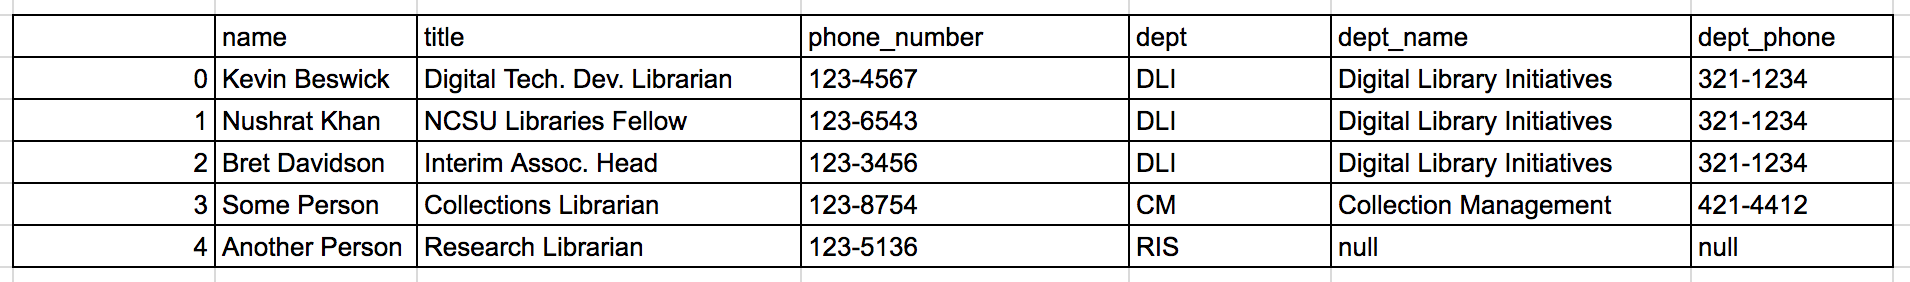 name title phone_number dept dept_name dept_phone
0 Kevin Beswick Digital Tech. Dev. Librarian 123-4567 DLI Digital Library Initiatives 321-1234
1 Nushrat Khan NCSU Libraries Fellow 123-6543 DLI Digital Library Initiatives 321-1234
2 Bret Davidson Interim Assoc. Head 123-3456 DLI Digital Library Initiatives 321-1234
3 Some Person Collections Librarian 123-8754 CM Collection Management 421-4412
4 Another Person Research Librarian 123-5136 RIS null null